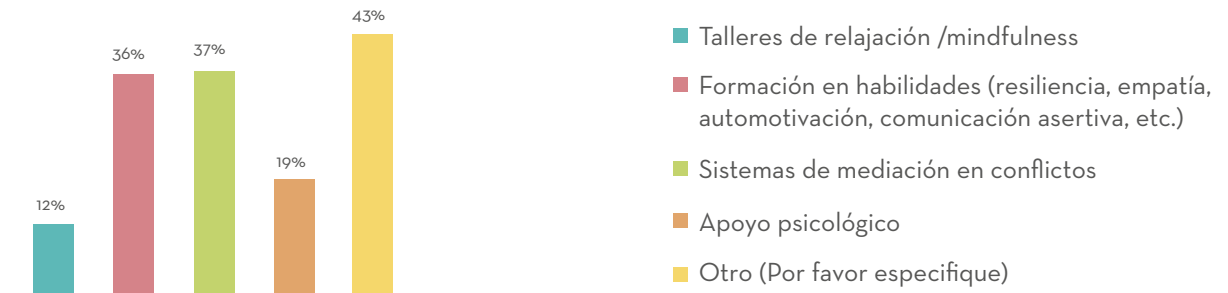 12%
36%
37%
19%
43%
Talleres de relajación /mindfulness
Formación en habilidades (resiliencia, empatía,
automotivación, comunicación asertiva, etc.)
Sistemas de mediación en conflictos
Apoyo psicológico
Otro (Por favor especifique)